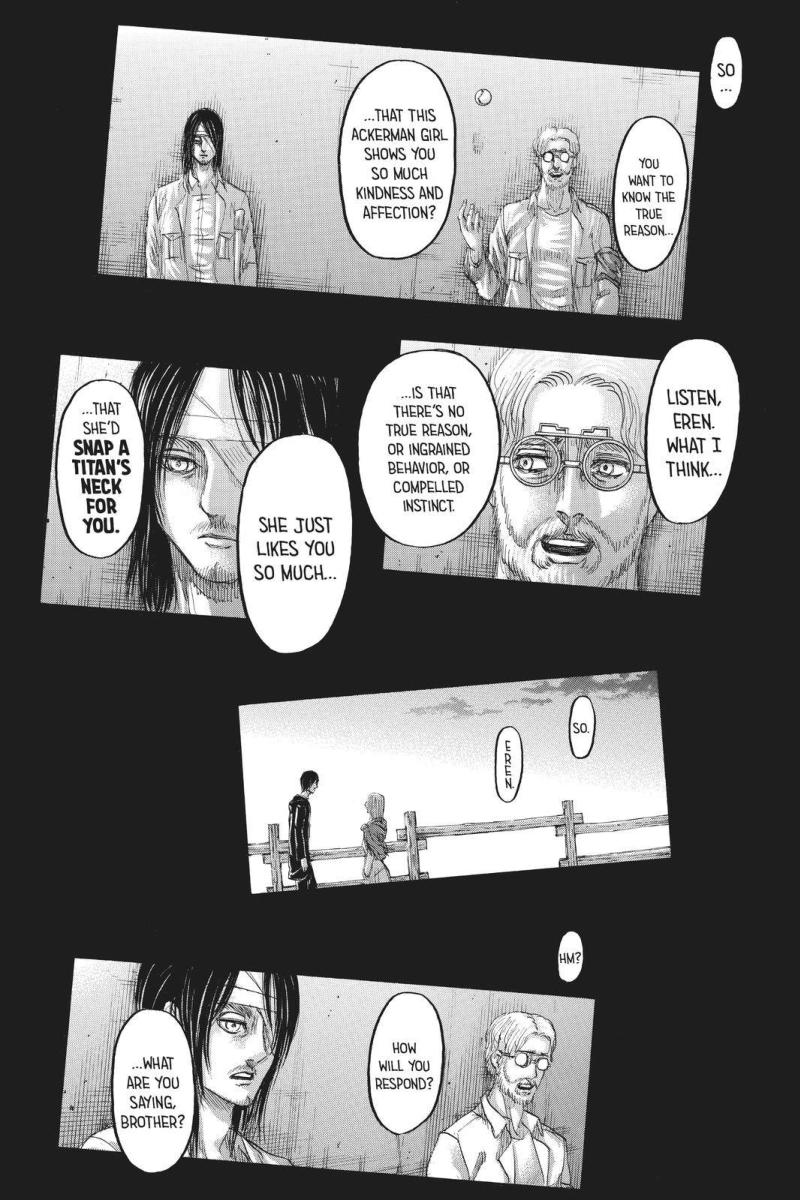 SO
...
YOU
WANT TO
KNOW THE
TRUE
REASON...
...THAT THIS
ACKERMAN GIRL
SHOWS YOU
SO MUCH
KINDNESS AND
AFFECTION?
LISTEN,
EREN.
WHAT I
THINK...
...IS THAT
THERE'S NO
TRUE REASON,
OR INGRAINED
BEHAVIOR, OR
COMPELLED
INSTINCT.
SHE JUST
LIKES YOU
SO MUCH...
...THAT
SHE'D
SNAP A
TITAN'S
NECK
FOR
YOU.
SO.
EREN.
HM?
HOW
WILL YOU
RESPOND?
...WHAT
ARE YOU
SAYING,
BROTHER?